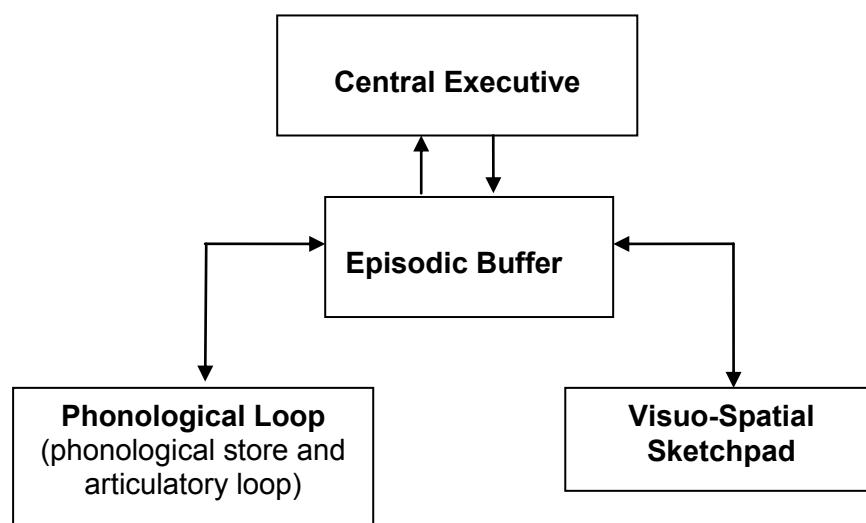 Central Executive
Episodic Buffer
Phonological Loop
(phonological store and
articulatory loop)
Visuo-Spatial
Sketchpad